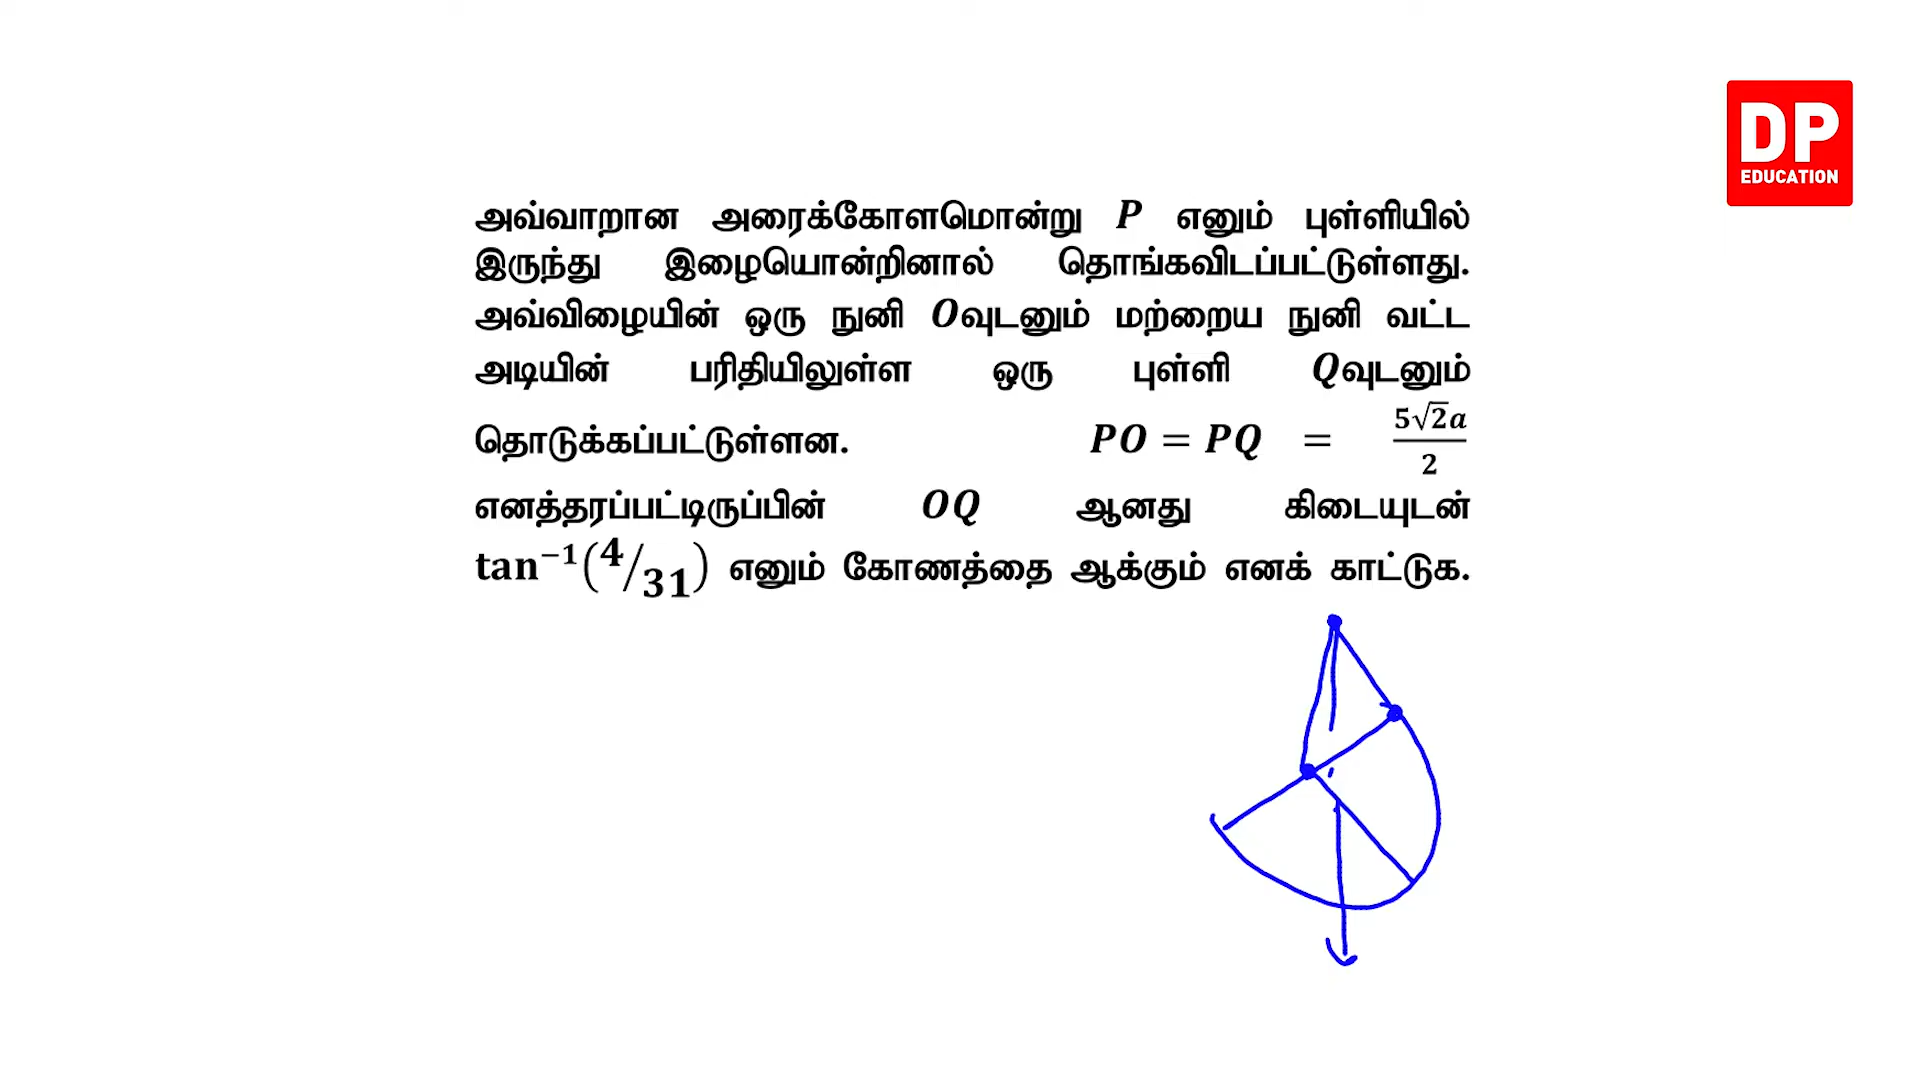 DP
EDUCATION
அவ்வாறான அரைக்கோளமொன்று P எனும் புள்ளியில்
இருந்து இழையொன்றினால் தொங்கவிடப்பட்டுள்ளது.
அவ்விழையின் ஒரு நுனி Oவுடனும் மற்றைய நுனி வட்ட
அடியின் பரிதியிலுள்ள ஒரு புள்ளி Qவுடனும்
தொடுக்கப்பட்டுள்ளன. PO = PQ = 5√2a/2
எனத்தரப்பட்டிருப்பின் OQ ஆனது கிடையுடன்
tan⁻¹(4/31) எனும் கோணத்தை ஆக்கும் எனக் காட்டுக.